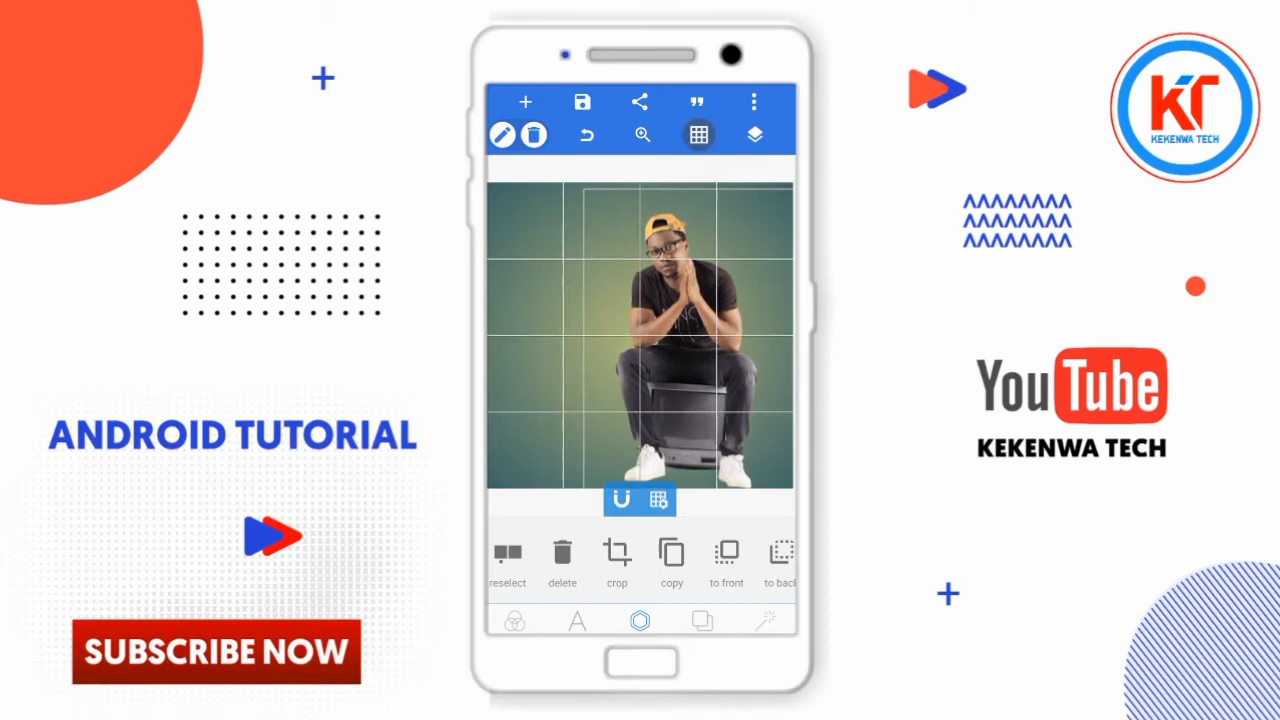 KT
KEKENWA TECH
ANDROID TUTORIAL
SUBSCRIBE NOW
YouTube
KEKENWA TECH
reselect
delete
crop
copy
to front
to back
A